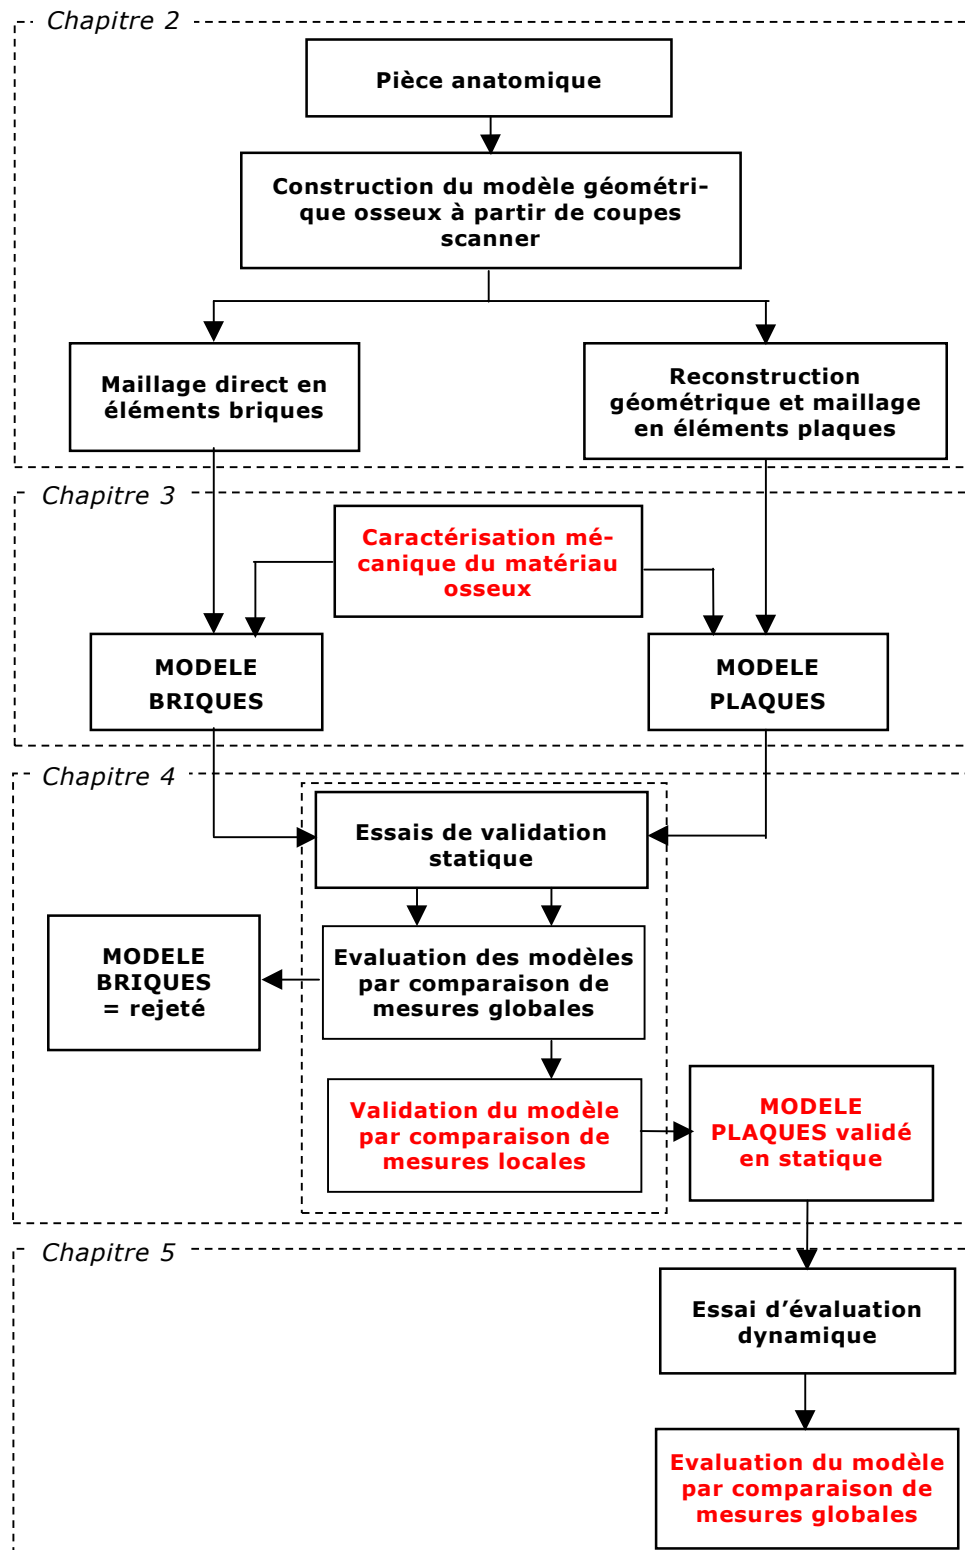 Chapitre 2
Pièce anatomique
Construction du modèle géométri-
que osseux à partir de coupes
scanner
Maillage direct en
éléments briques
Reconstruction
géométrique et maillage
en éléments plaques
Chapitre 3
Caractérisation mé-
canique du matériau
osseux
MODELE
BRIQUES
MODELE
PLAQUES
Chapitre 4
Essais de validation
statique
MODELE
BRIQUES
= rejeté
Evaluation des modèles
par comparaison de
mesures globales
Validation du modèle
par comparaison de
mesures locales
MODELE
PLAQUES validé
en statique
Chapitre 5
Essai d’évaluation
dynamique
Evaluation du modèle
par comparaison de
mesures globales